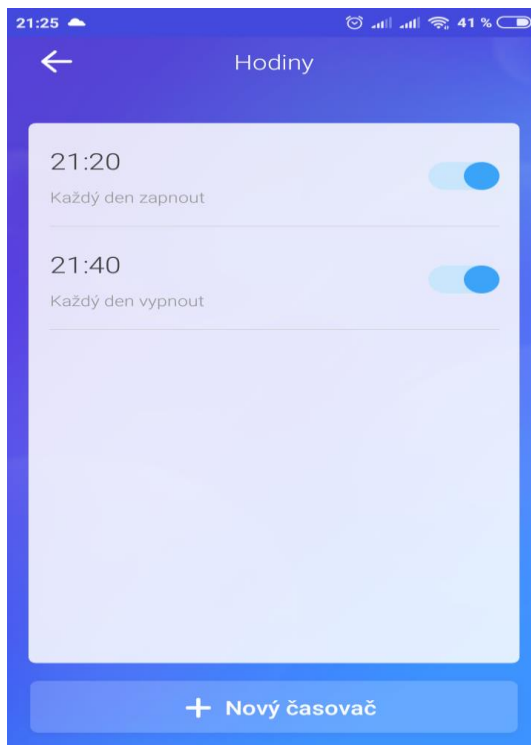 21:25 41 %
Hodiny
21:20
Každý den zapnout
21:40
Každý den vypnout
+ Nový časovač